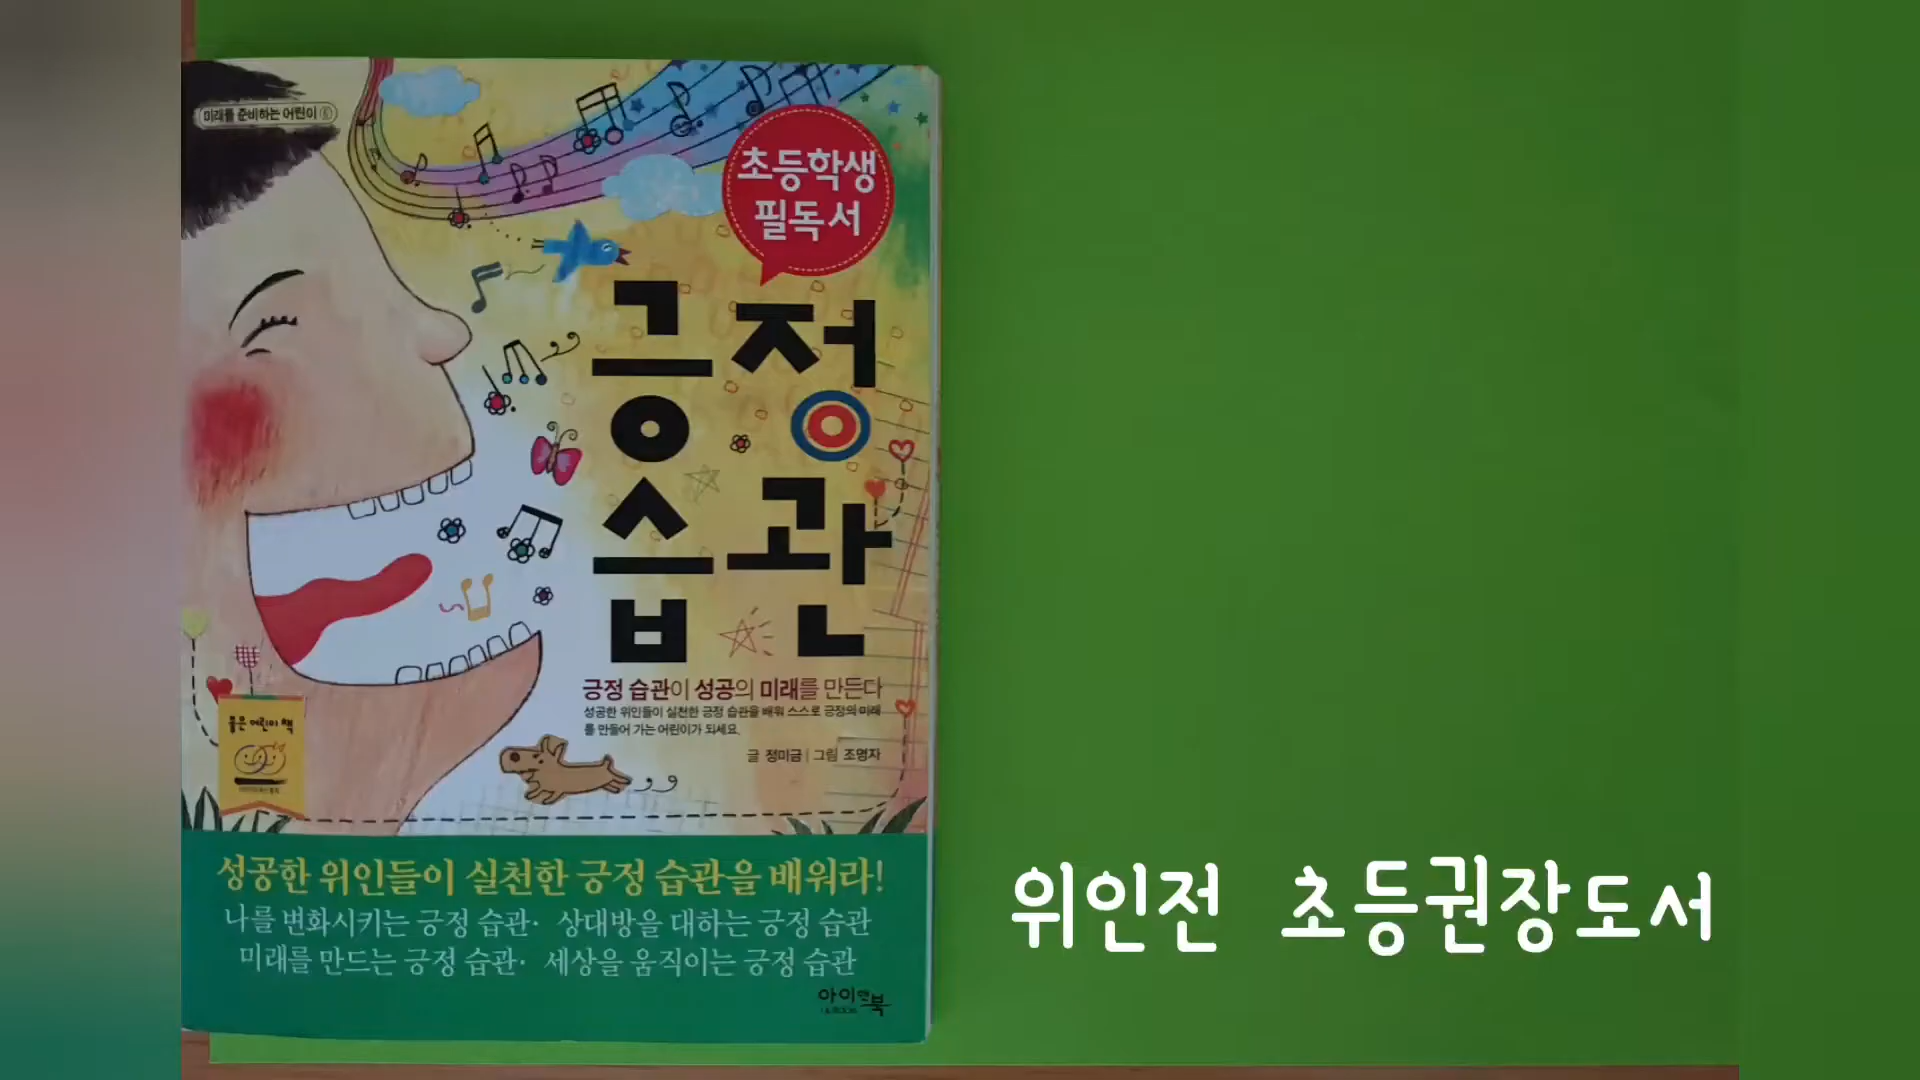 미래를 준비하는 어린이 ⑤
초등학생
필독서
긍정
습관
긍정 습관이 성공의 미래를 만든다
성공한 위인들이 실천한 긍정 습관을 배워 스스로 긍정의 미래
를 만들어 가는 어린이가 되세요.
글 정미금 | 그림 조명자
좋은 어린이 책
성공한 위인들이 실천한 긍정 습관을 배워라!
나를 변화시키는 긍정 습관· 상대방을 대하는 긍정 습관
미래를 만드는 긍정 습관· 세상을 움직이는 긍정 습관
아이앤북
위인전 초등권장도서